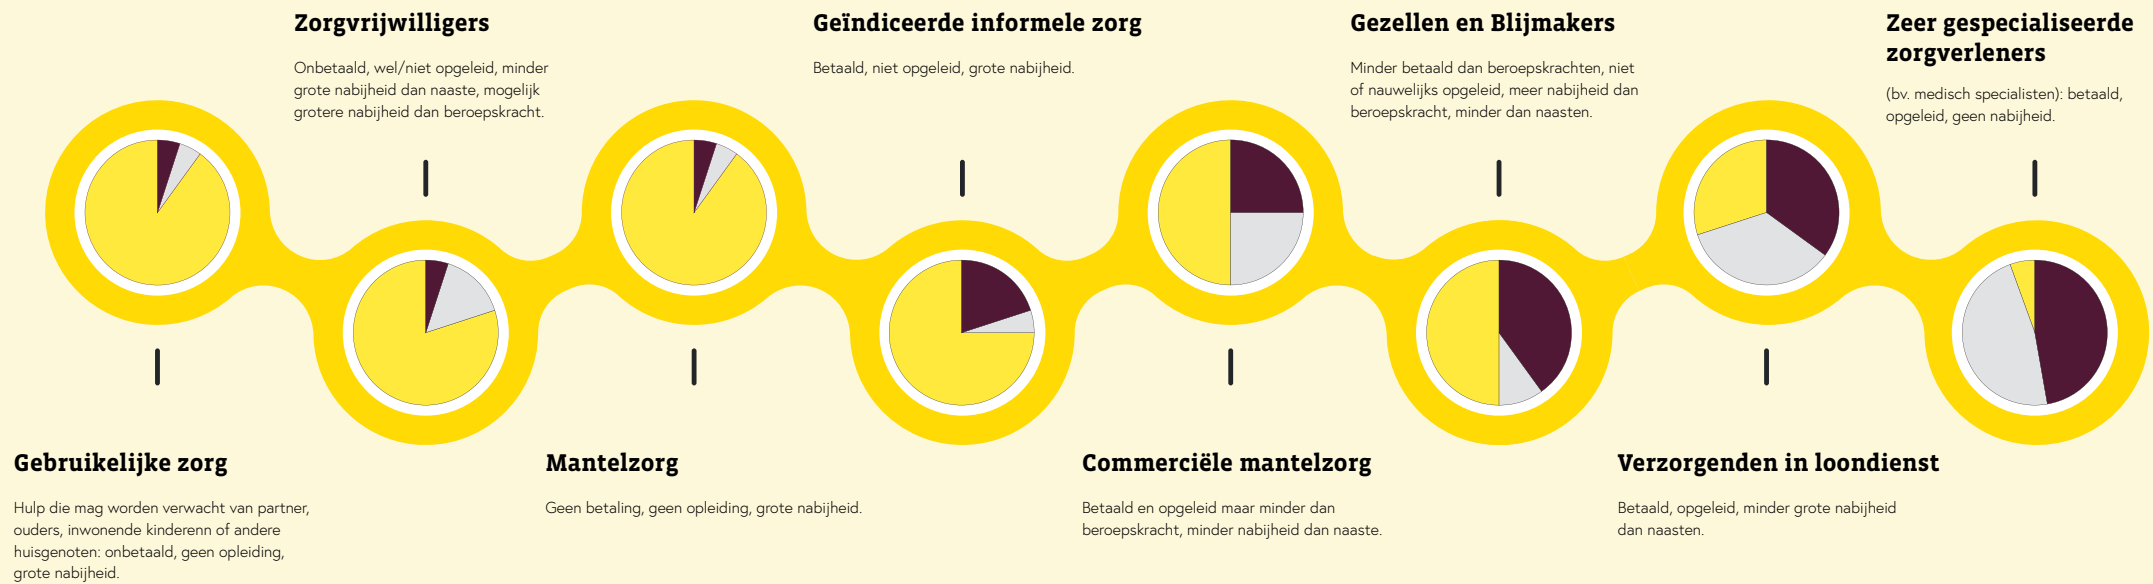 Zorgvrijwilligers
Onbetaald, wel/niet opgeleid, minder
grote nabijheid dan naaste, mogelijk
grotere nabijheid dan beroepskracht.
Geïndiceerde informele zorg
Betaald, niet opgeleid, grote nabijheid.
Gezellen en Blijmakers
Minder betaald dan beroepskrachten, niet
of nauwelijks opgeleid, meer nabijheid dan
beroepskracht, minder dan naasten.
Zeer gespecialiseerde
zorgverleners
(bv. medisch specialisten): betaald,
opgeleid, geen nabijheid.
Gebruikelijke zorg
Hulp die mag worden verwacht van partner,
ouders, inwonende kinderenn of andere
huisgenoten: onbetaald, geen opleiding,
grote nabijheid.
Mantelzorg
Geen betaling, geen opleiding, grote nabijheid.
Commerciële mantelzorg
Betaald en opgeleid maar minder dan
beroepskracht, minder nabijheid dan naaste.
Verzorgenden in loondienst
Betaald, opgeleid, minder grote nabijheid
dan naasten.